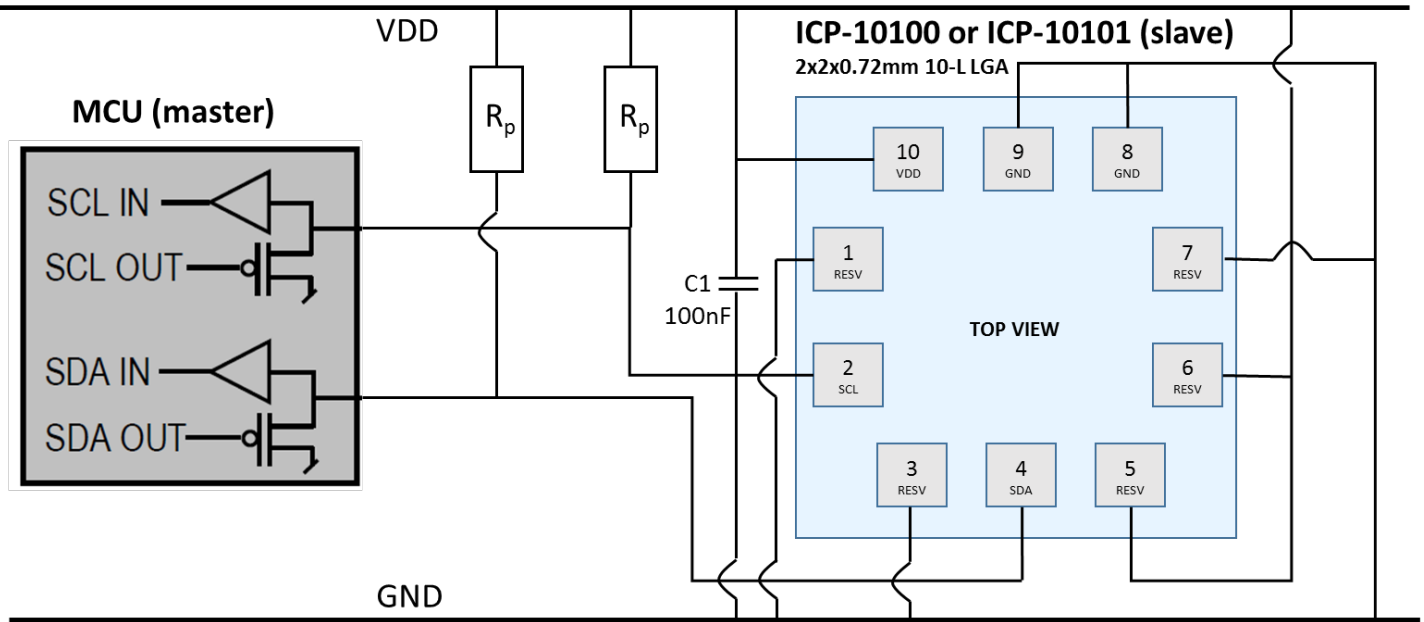 VDD
ICP-10100 or ICP-10101 (slave)
2x2x0.72mm 10-L LGA
MCU (master)
Rp
Rp
SCL IN
SCL OUT
SDA IN
SDA OUT
C1
100nF
10
VDD
9
GND
8
GND
1
RESV
7
RESV
TOP VIEW
2
SCL
6
RESV
3
RESV
4
SDA
5
RESV
GND